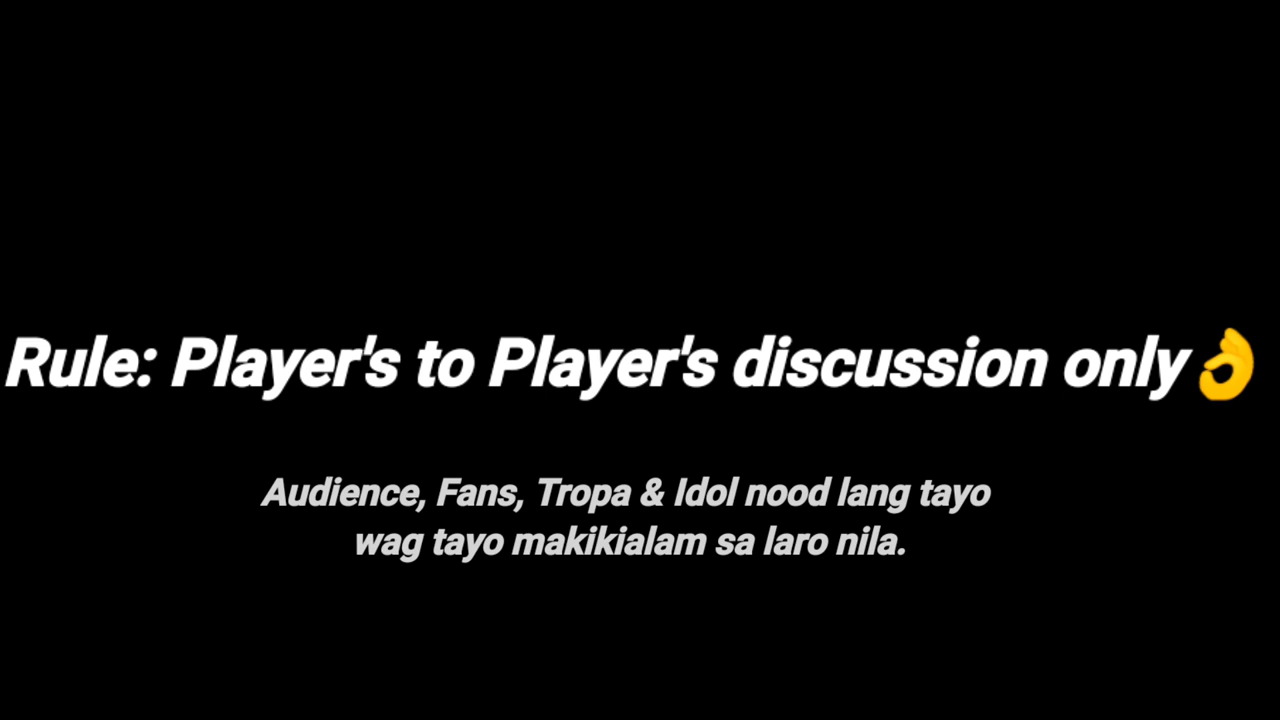 Rule: Player's to Player's discussion only👌
Audience, Fans, Tropa & Idol nood lang tayo
wag tayo makikialam sa laro nila.